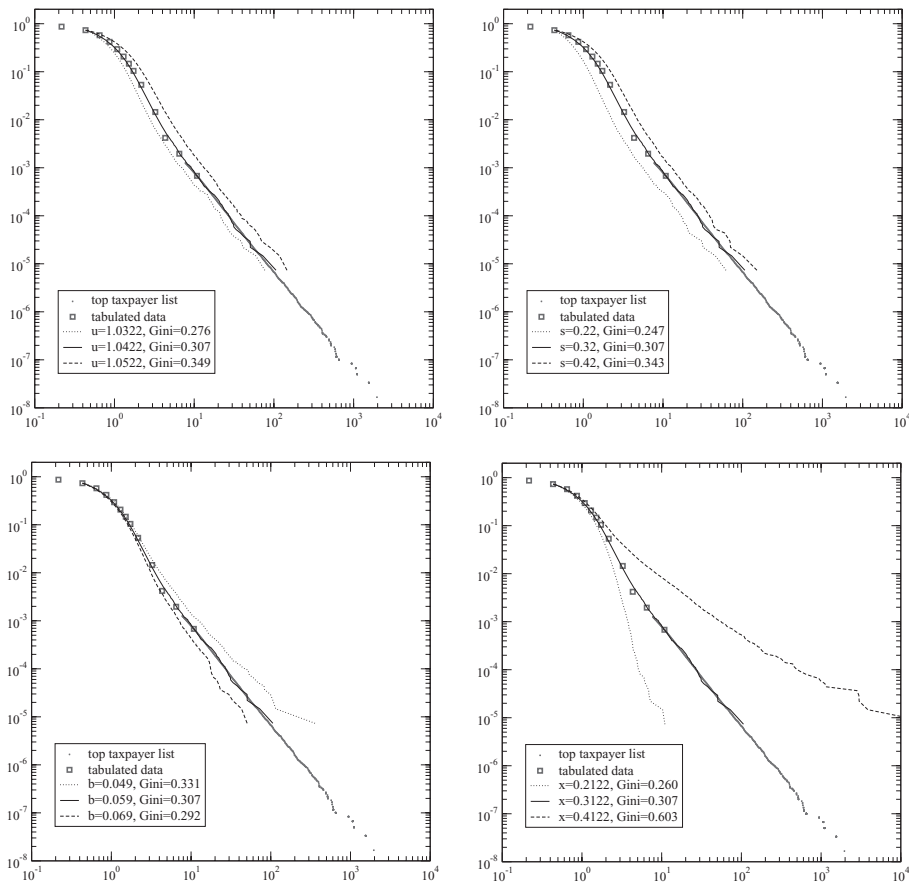 10^1
10^0
10^-1
10^-2
10^-3
10^-4
10^-5
10^-6
10^-7
10^-8
top taxpayer list
tabulated data
u=1.0322, Gini=0.276
u=1.0422, Gini=0.307
u=1.0522, Gini=0.349
10^-1 10^0 10^1 10^2 10^3 10^4
10^1
10^0
10^-1
10^-2
10^-3
10^-4
10^-5
10^-6
10^-7
10^-8
top taxpayer list
tabulated data
s=0.22, Gini=0.247
s=0.32, Gini=0.307
s=0.42, Gini=0.343
10^-1 10^0 10^1 10^2 10^3 10^4
10^0
10^-1
10^-2
10^-3
10^-4
10^-5
10^-6
10^-7
10^-8
top taxpayer list
tabulated data
b=0.049, Gini=0.331
b=0.059, Gini=0.307
b=0.069, Gini=0.292
10^-1 10^0 10^1 10^2 10^3 10^4
10^0
10^-1
10^-2
10^-3
10^-4
10^-5
10^-6
10^-7
10^-8
top taxpayer list
tabulated data
x=0.2122, Gini=0.260
x=0.3122, Gini=0.307
x=0.4122, Gini=0.603
10^-1 10^0 10^1 10^2 10^3 10^4